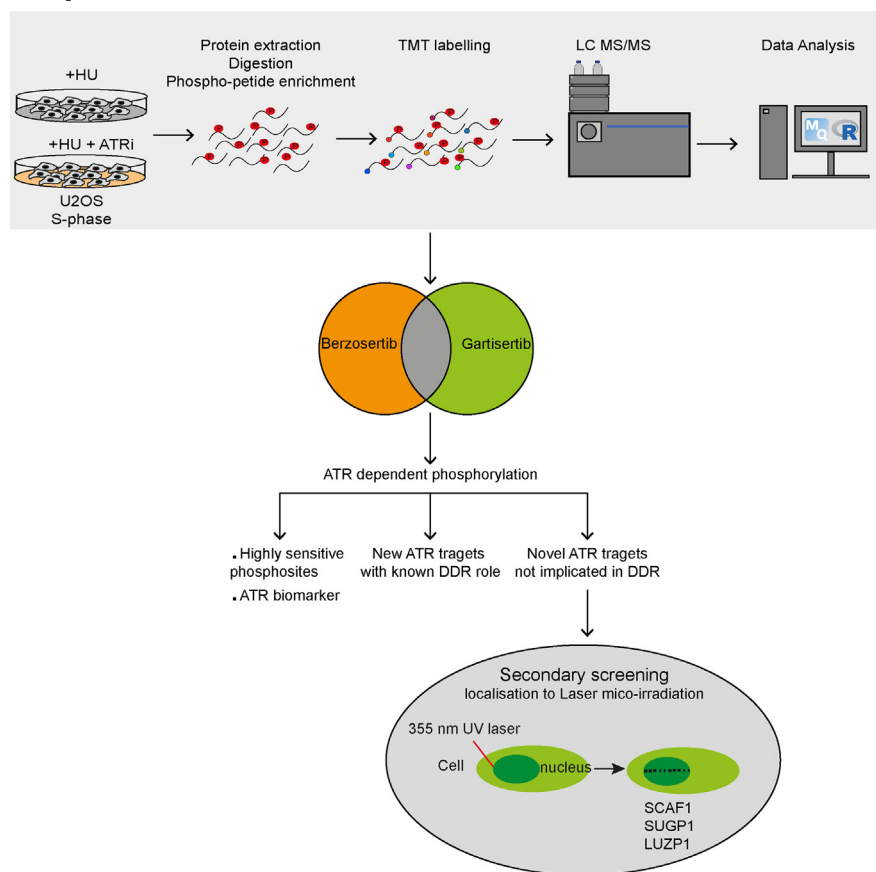 +HU
+HU + ATRi
U2OS
S-phase
Protein extraction
Digestion
Phospho-petide enrichment
TMT labelling
LC MS/MS
Data Analysis
M
Q
R
Berzosertib
Gartisertib
ATR dependent phosphorylation
▪Highly sensitive
phosphosites
▪ATR biomarker
New ATR tragets
with known DDR role
Novel ATR tragets
not implicated in DDR
Secondary screening
localisation to Laser mico-irradiation
355 nm UV laser
Cell
nucleus
SCAF1
SUGP1
LUZP1